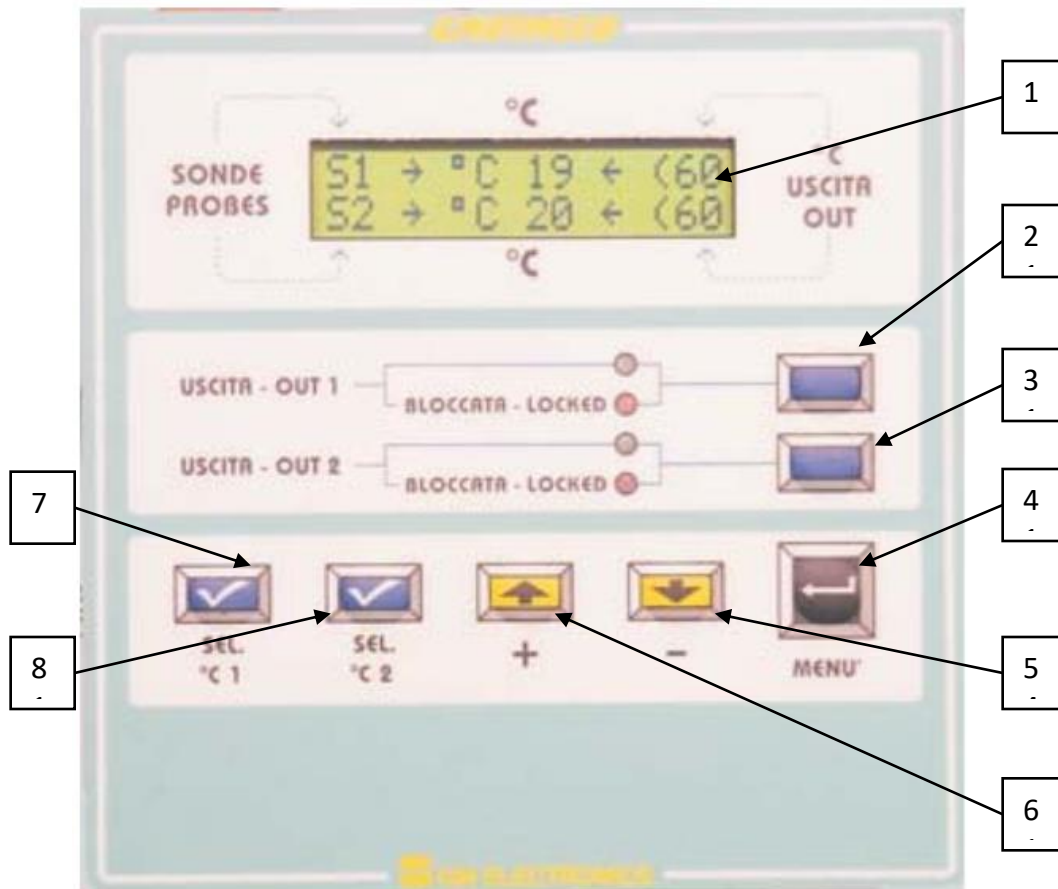 °C
S1 → °C 19 ← (60
S2 → °C 20 ← (60
SONDE
PROBES
°C
USCITA
OUT
°C
USCITA - OUT 1
BLOCCATA - LOCKED
USCITA - OUT 2
BLOCCATA - LOCKED
SEL.
°C 1
SEL.
°C 2
+
-
MENU'
1
2
3
4
5
6
7
8